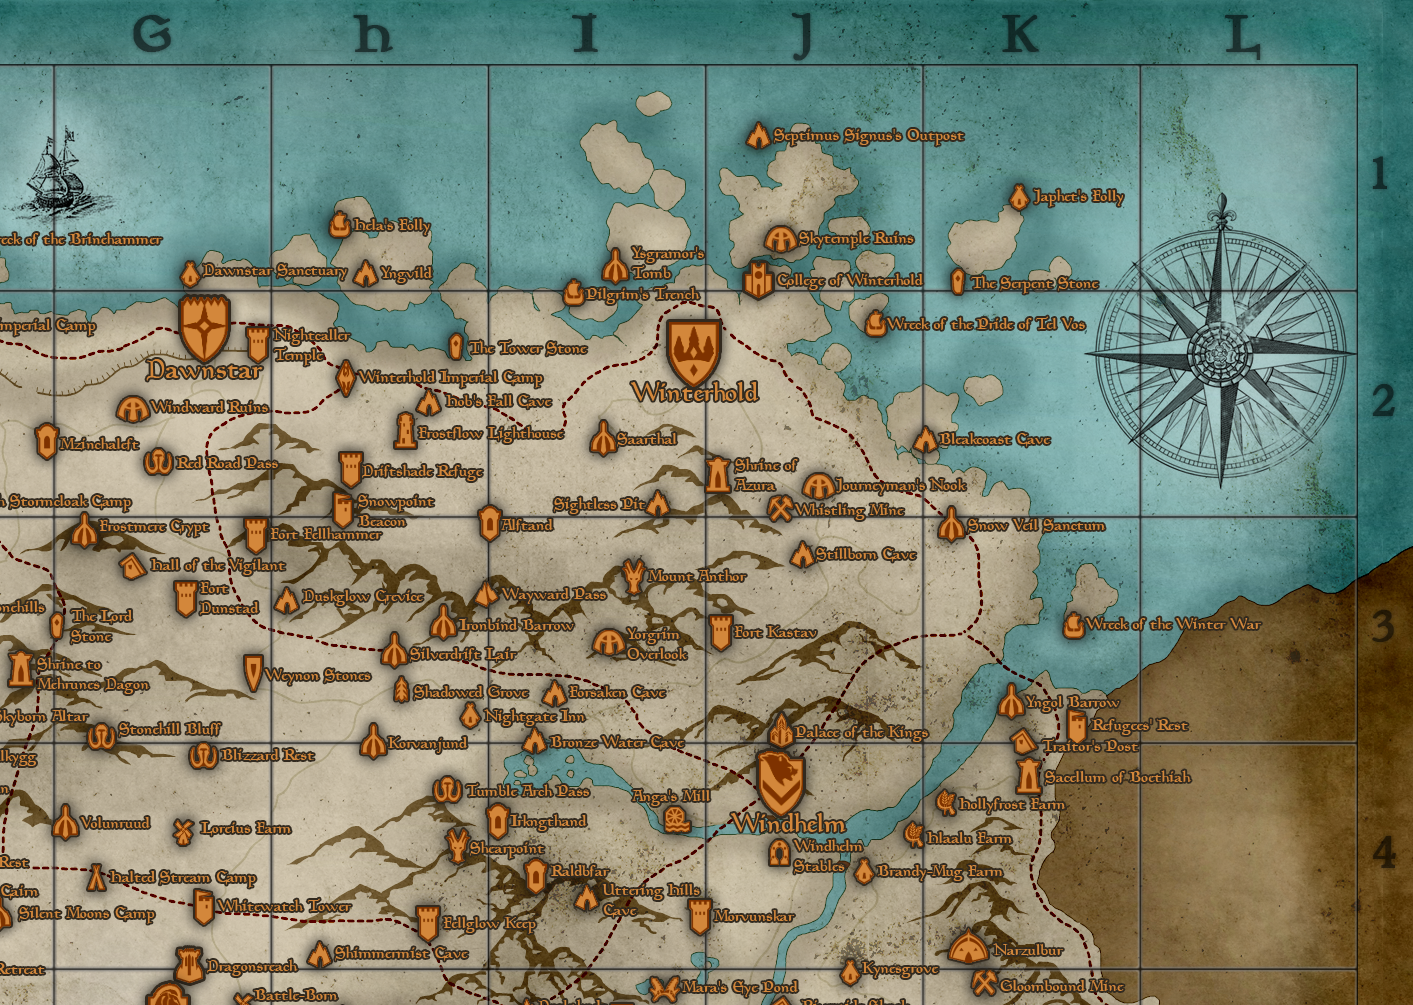 G
h
I
J
K
L
1
Septimus Signus's Outpost
Japhet's Folly
Hela's Folly
Wreck of the Brinehammer
Skytemple Ruins
Ysgramor's
Tomb
Dawnstar Sanctuary
Yngvild
College of Winterhold
The Serpent Stone
Pilgrim's Trench
Imperial Camp
Wreck of the Pride of Tel Vos
Nightcaller
Temple
The Tower Stone
Dawnstar
Winterhold Imperial Camp
Winterhold
2
Hob's Fall Cave
Windward Ruins
Frostflow Lighthouse
Saarthal
Bleakcoast Cave
Mzinchaleft
Red Road Pass
Driftshade Refuge
Shrine of
Azura
Journeyman's Nook
Stormcloak Camp
Snowpoint
Beacon
Sightless Pit
Whistling Mine
Frostmere Crypt
Fort Fellhammer
Alftand
Snow Veil Sanctum
Hall of the Vigilant
Stillborn Cave
Mount Anthor
Fort
Dunstad
Duskglow Crevice
Wayward Pass
The Lord
Stone
Ironbind Barrow
Yorgrim
Overlook
Fort Kastav
Wreck of the Winter War
3
Silverdrift Lair
Shrine to
Mehrunes Dagon
Weynon Stones
Shadowed Grove
Forsaken Cave
Yngol Barrow
Skyborn Altar
Nightgate Inn
Refugees' Rest
Stonehill Bluff
Korvanjund
Bronze Water Cave
Palace of the Kings
Traitor's Post
Blizzard Rest
Sacellum of Boethiah
Tumble Arch Pass
Anga's Mill
Hollyfrost Farm
Volunruud
Loreius Farm
Irkngthand
Windhelm
Hlaalu Farm
Shearpoint
Windhelm
Stables
4
Rest
Halted Stream Camp
Raldbfar
Brandy-Mug Farm
Cairn
Uttering Hills
Cave
Silent Moons Camp
Whitewatch Tower
Fellglow Keep
Morvunskar
Shimmermist Cave
Narzulbur
Retreat
Dragonsreach
Kynesgrove
Mara's Eye Pond
Gloombound Mine
Battle-Born